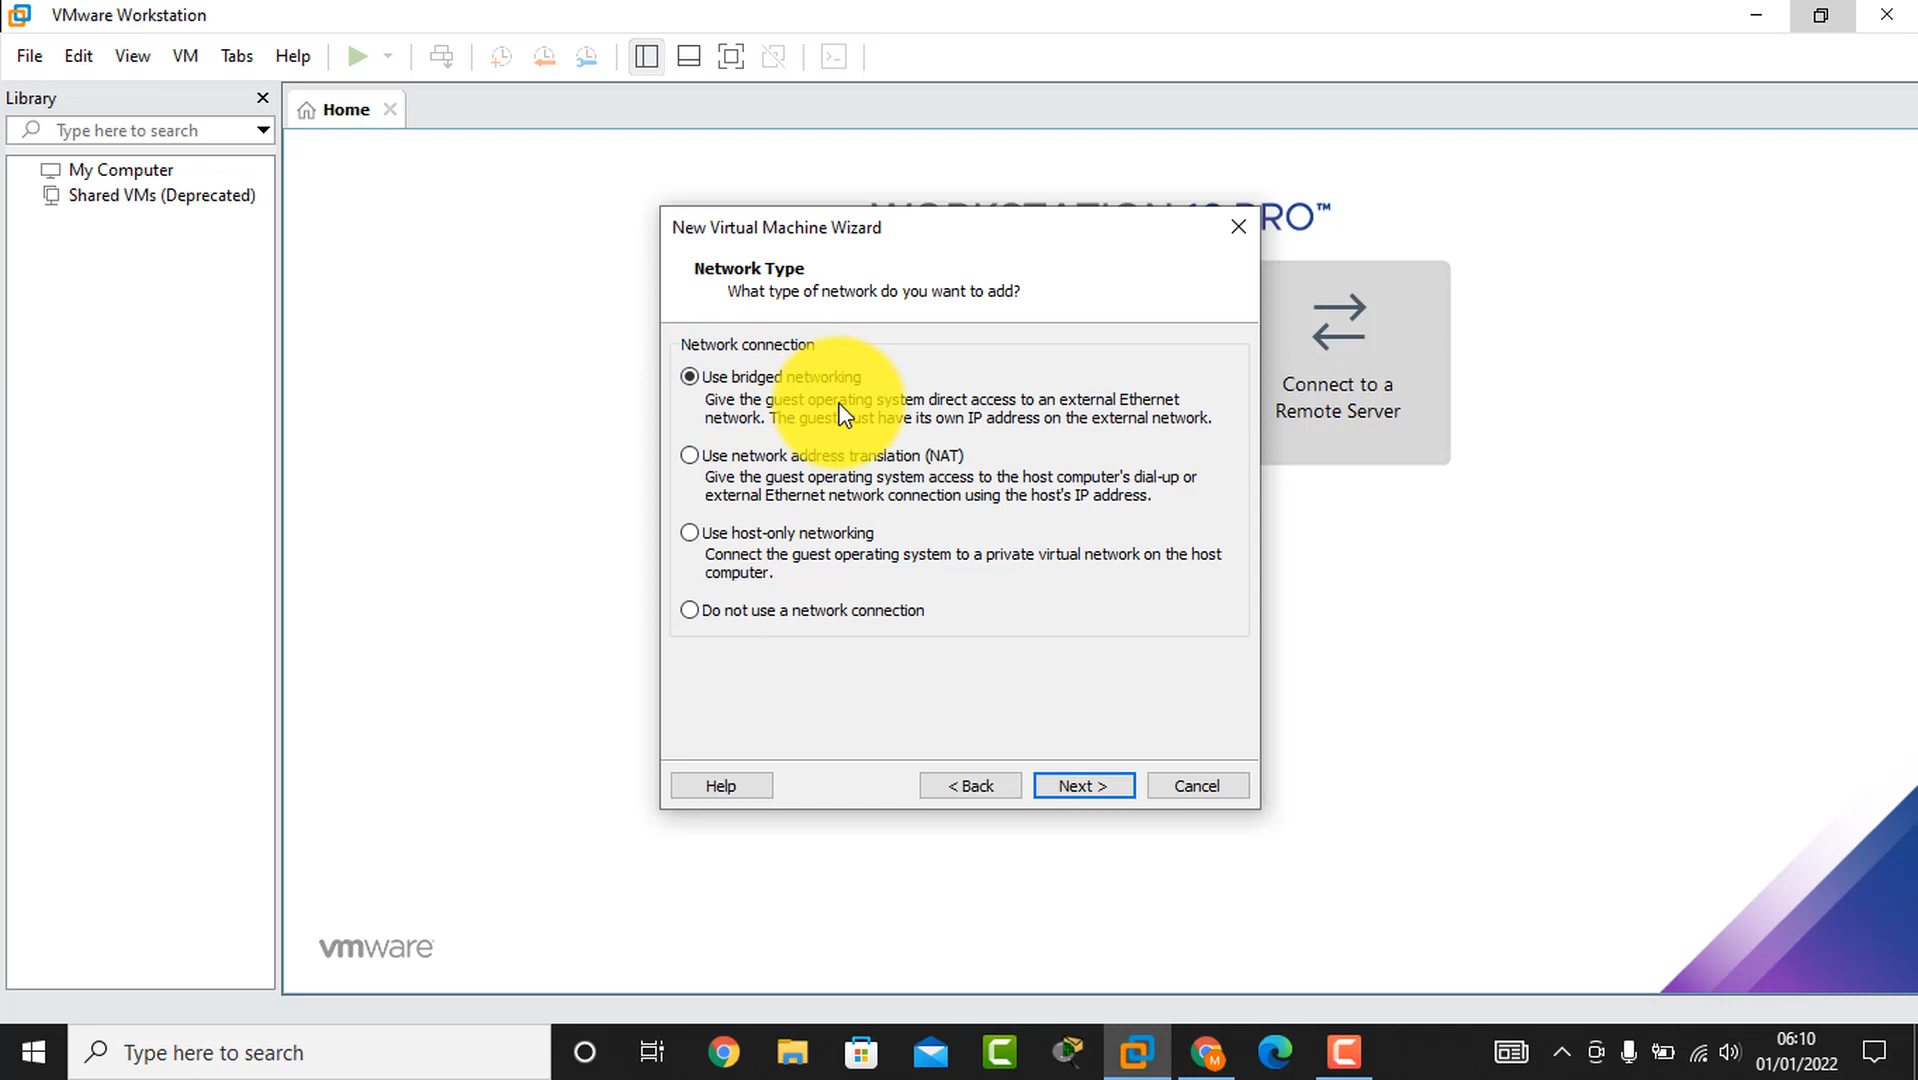 VMware Workstation
File Edit View VM Tabs Help
Library
Type here to search
Home
My Computer
Shared VMs (Deprecated)
PRO™
New Virtual Machine Wizard
Network Type
What type of network do you want to add?
Network connection
Use bridged networking
Give the guest operating system direct access to an external Ethernet
network. The guest must have its own IP address on the external network.
Use network address translation (NAT)
Give the guest operating system access to the host computer's dial-up or
external Ethernet network connection using the host's IP address.
Use host-only networking
Connect the guest operating system to a private virtual network on the host
computer.
Do not use a network connection
Help < Back Next > Cancel
Connect to a
Remote Server
vmware
Type here to search
M
06:10
01/01/2022